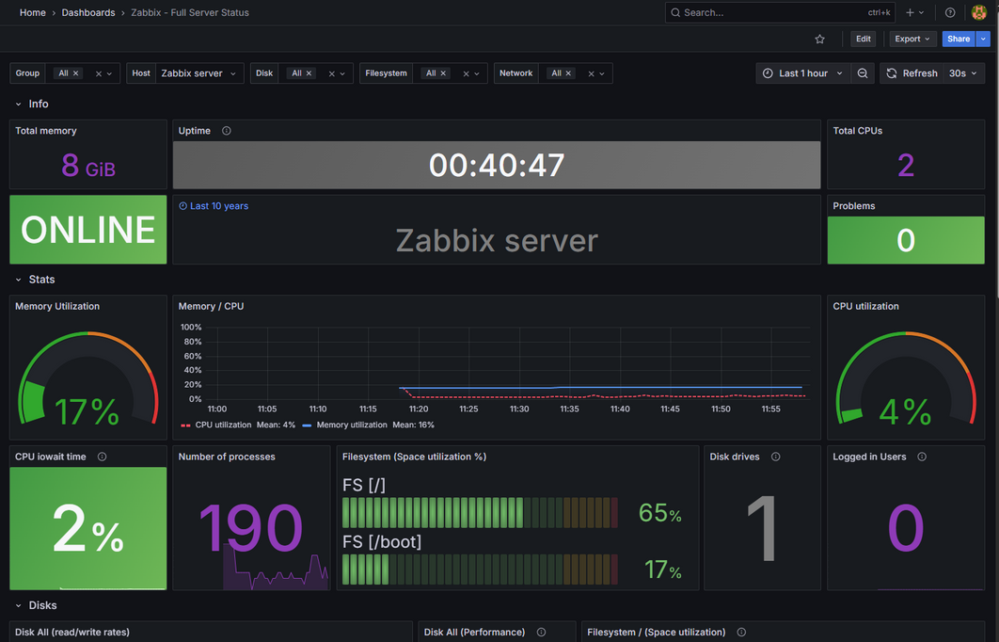 Home › Dashboards › Zabbix - Full Server Status
Search... ctrl+k
Edit Export Share
Group All Host Zabbix server Disk All Filesystem All Network All Last 1 hour Refresh 30s
Info
Total memory
8 GiB
Uptime
00:40:47
Total CPUs
2
ONLINE
Last 10 years
Zabbix server
Problems
0
Stats
Memory Utilization
17%
Memory / CPU
100%
80%
60%
40%
20%
0%
11:00 11:05 11:10 11:15 11:20 11:25 11:30 11:35 11:40 11:45 11:50 11:55
CPU utilization Mean: 4% Memory utilization Mean: 16%
CPU utilization
4%
CPU iowait time
2%
Number of processes
190
Filesystem (Space utilization %)
FS [/]
65%
FS [/boot]
17%
Disk drives
1
Logged in Users
0
Disks
Disk All (read/write rates)
Disk All (Performance)
Filesystem / (Space utilization)